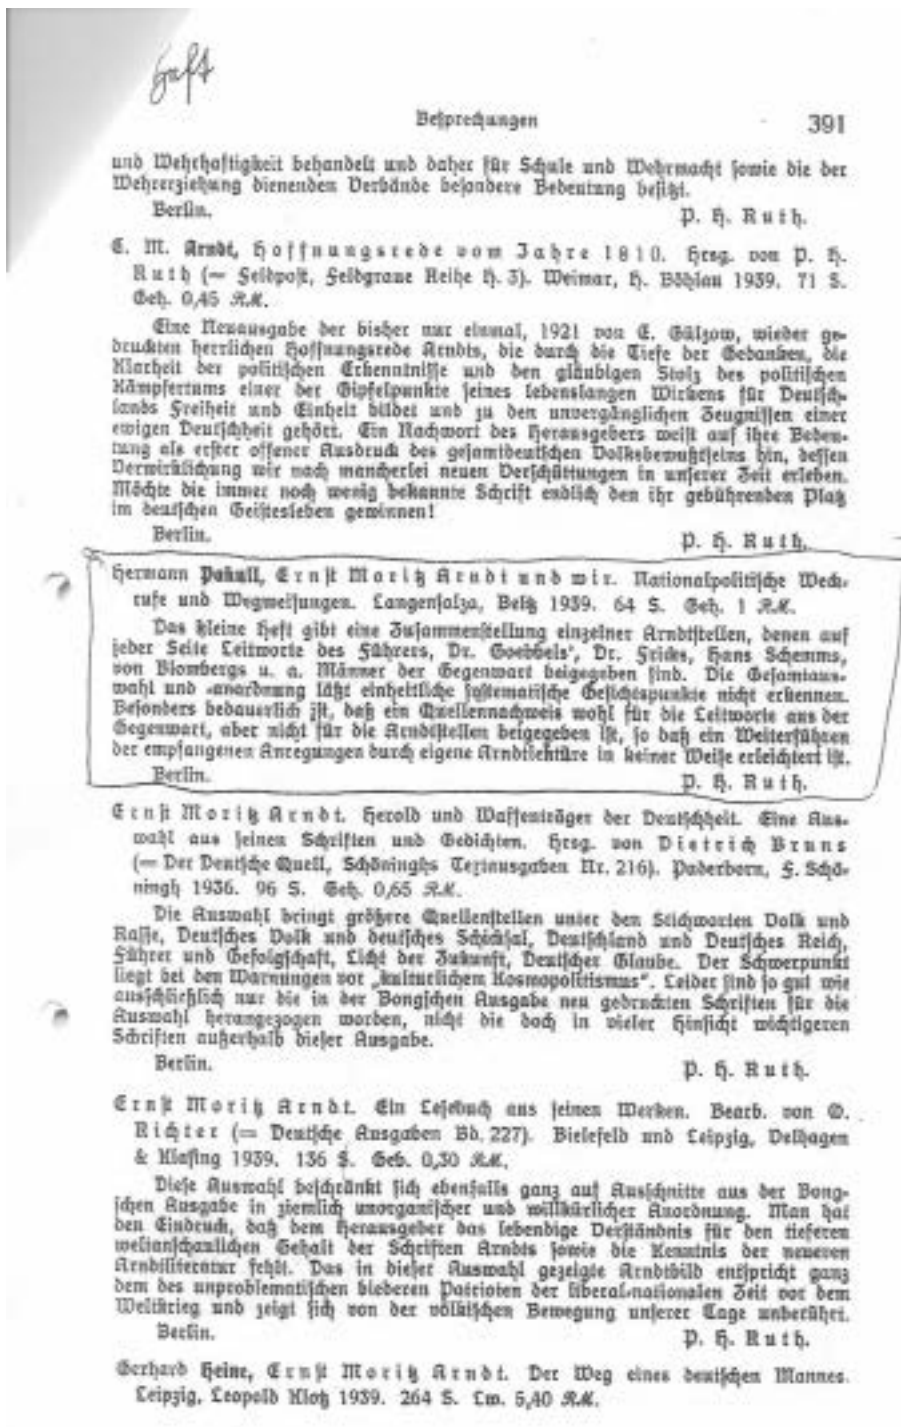 Heft
Besprechungen 391
und Wehrhaftigkeit behandelt und daher für Schule und Wehrmacht sowie die der
Wehrerziehung dienenden Verbände besondere Bedeutung besitzt.
Berlin. P. H. Ruth.
E. M. Arndt, Hoffnungsrede vom Jahre 1810. Hrsg. von P. H.
Ruth (= Feldpost, Feldgraue Reihe H. 3). Weimar, H. Böhlau 1939. 71 S.
Geh. 0,45 RM.
Eine Neuausgabe der bisher nur einmal, 1921 von E. Gülzow, wieder ge-
druckten herrlichen Hoffnungsrede Arndts, die durch die Tiefe der Gedanken, die
Klarheit der politischen Erkenntnisse und den gläubigen Stolz des politischen
Kämpfertums einer der Gipfelpunkte seines lebenslangen Wirkens für Deutsch-
lands Freiheit und Einheit bildet und zu den unvergänglichen Zeugnissen einer
ewigen Deutschheit gehört. Ein Nachwort des Herausgebers weist auf ihre Bedeu-
tung als erster offener Ausdruck des gesamtdeutschen Volksbewußtseins hin, dessen
Verwirklichung wir nach mancherlei neuen Verschüttungen in unserer Zeit erleben.
Möchte die immer noch wenig bekannte Schrift endlich den ihr gebührenden Platz
im deutschen Geistesleben gewinnen!
Berlin. P. H. Ruth.
Hermann Pakull, Ernst Moritz Arndt und wir. Nationalpolitische Weck-
rufe und Wegweisungen. Langensalza, Beltz 1939. 64 S. Geh. 1 RM.
Das kleine Heft gibt eine Zusammenstellung einzelner Arndtstellen, denen auf
jeder Seite Leitworte des Führers, Dr. Goebbels', Dr. Fricks, Hans Schemms,
von Blombergs u. a. Männer der Gegenwart beigegeben sind. Die Gesamtaus-
wahl und -anordnung läßt einheitliche systematische Gesichtspunkte nicht erkennen.
Besonders bedauerlich ist, daß ein Quellennachweis wohl für die Leitworte aus der
Gegenwart, aber nicht für die Arndtstellen beigegeben ist, so daß ein Weiterführen
der empfangenen Anregungen durch eigene Arndtlektüre in keiner Weise erleichtert ist.
Berlin. P. H. Ruth.
Ernst Moritz Arndt. Herold und Waffenträger der Deutschheit. Eine Aus-
wahl aus seinen Schriften und Gedichten. Hrsg. von Dietrich Bruns
(= Der Deutsche Quell, Schöninghs Textausgaben Nr. 216). Paderborn, F. Schö-
ningh 1936. 96 S. Geh. 0,65 RM.
Die Auswahl bringt größere Quellenstellen unter den Stichworten Volk und
Rasse, Deutsches Volk und deutsches Schicksal, Deutschland und Deutsches Reich,
Führer und Gefolgschaft, Licht der Zukunft, Deutscher Glaube. Der Schwerpunkt
liegt bei den Warnungen vor „kulturlichem Kosmopolitismus“. Leider sind so gut wie
ausschließlich nur die in der Bongschen Ausgabe neu gedruckten Schriften für die
Auswahl herangezogen worden, nicht die doch in vieler Hinsicht wichtigeren
Schriften außerhalb dieser Ausgabe.
Berlin. P. H. Ruth.
Ernst Moritz Arndt. Ein Lesebuch aus seinen Werken. Bearb. von O.
Richter (= Deutsche Ausgaben Bd. 227). Bielefeld und Leipzig, Velhagen
& Klasing 1939. 136 S. Geb. 0,30 RM.
Diese Auswahl beschränkt sich ebenfalls ganz auf Ausschnitte aus der Bong-
schen Ausgabe in ziemlich unorganischer und willkürlicher Anordnung. Man hat
den Eindruck, daß dem Herausgeber das lebendige Verständnis für den tieferen
weltanschaulichen Gehalt der Schriften Arndts sowie die Kenntnis der neueren
Arndtliteratur fehlt. Das in dieser Auswahl gezeigte Arndtbild entspricht ganz
dem des unproblematischen biederen Patrioten der liberal-nationalen Zeit vor dem
Weltkrieg und zeigt sich von der völkischen Bewegung unserer Tage unberührt.
Berlin. P. H. Ruth.
Gerhard Heine, Ernst Moritz Arndt. Der Weg eines deutschen Mannes.
Leipzig, Leopold Klotz 1939. 264 S. Lw. 5,40 RM.